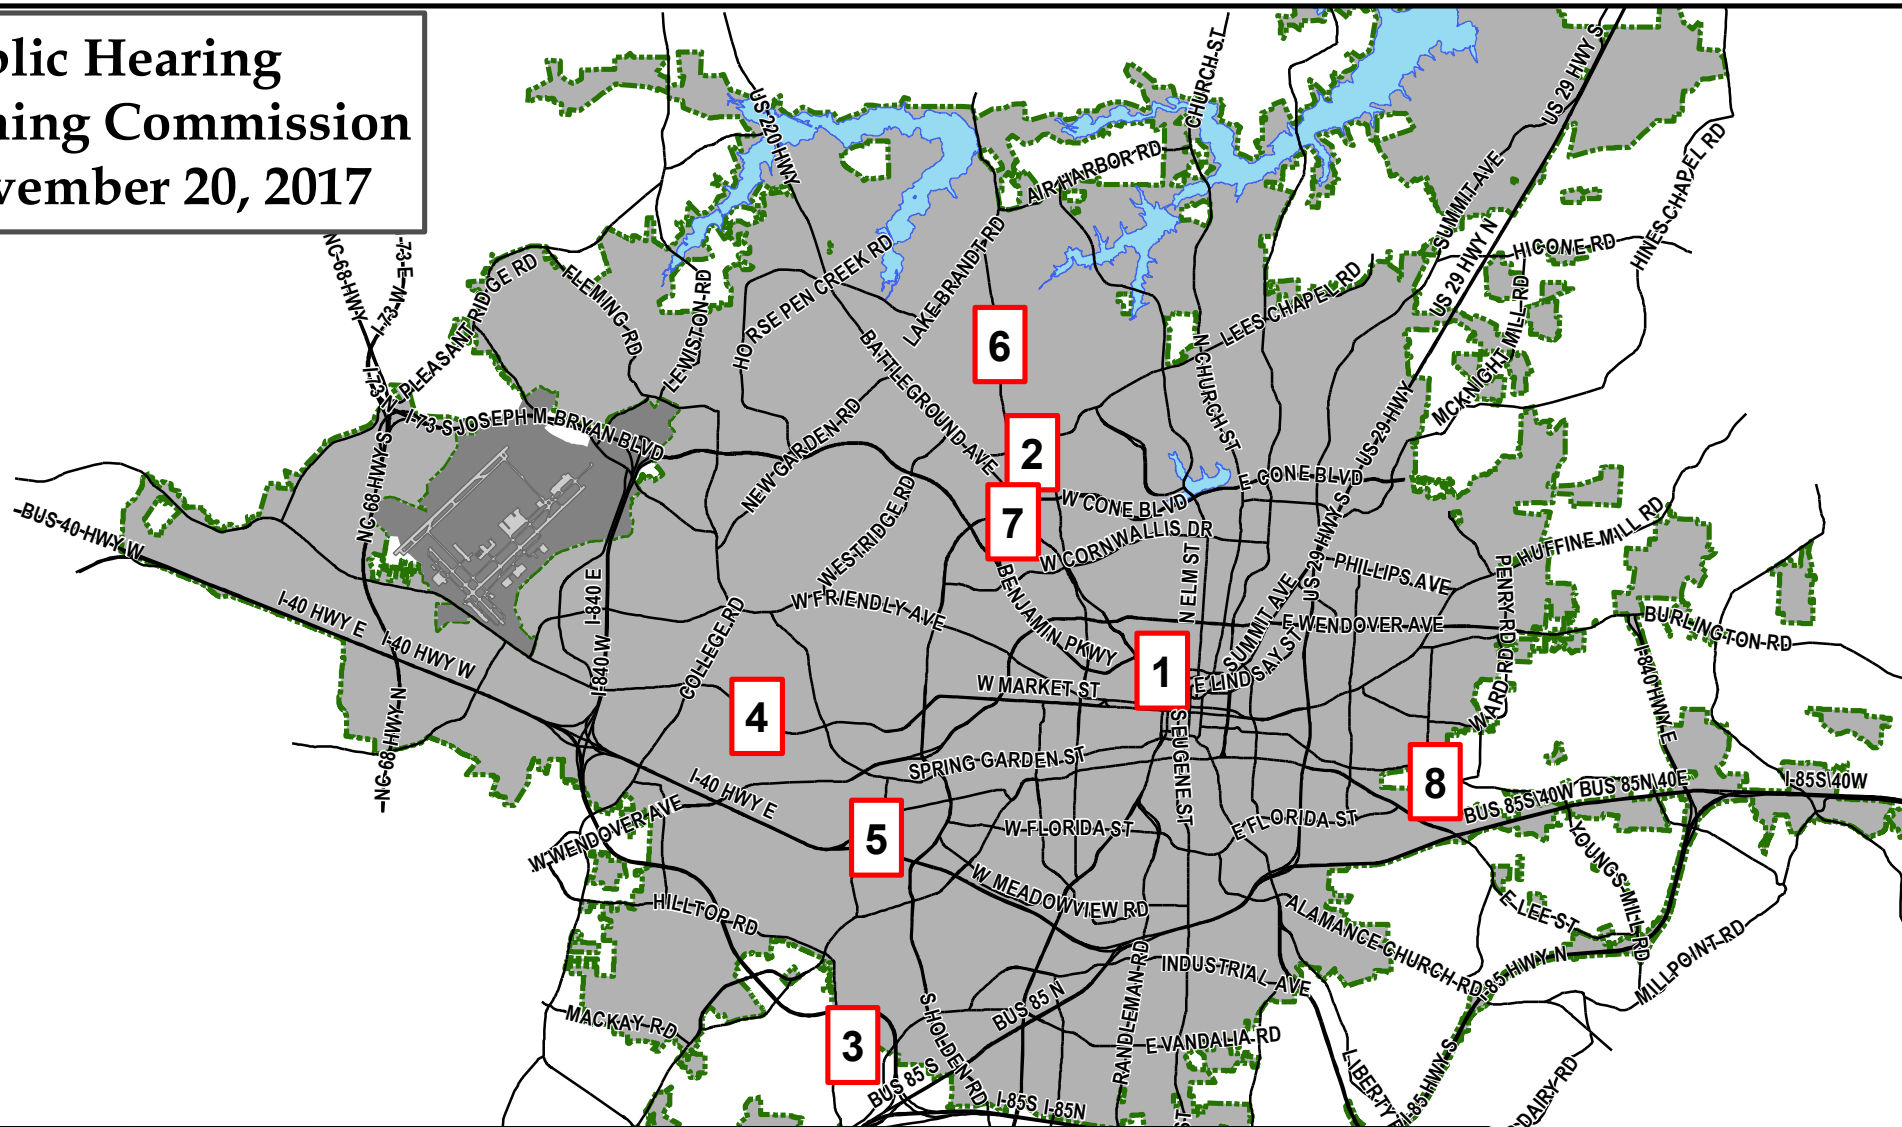 blic Hearing
ning Commission
vember 20, 2017
US 220 HWY
CHURCH ST
US 29 HWY S
AIR HARBOR RD
SUMMIT AVE
HINES CHAPEL RD
NC-68-HWY
I-73-E
I-73-W
PLEASANT RIDGE RD
FLEMING-RD
LEWISTON-RD
HORSE PEN CREEK RD
LAKE-BRANDT-RD
LEES CHAPEL RD
US 29 HWY N
HICONE RD
MCKNIGHT MILL RD
6
I-73 N
I-73 S
JOSEPH M BRYAN BLVD
BATTLEGROUND AVE
N CHURCH ST
US 29 HWY
NEW GARDEN RD
2
NC 68 HWY S
BUS-40-HWY W
WESTRIDGE RD
7
W CONE BLVD
E CONE BLVD
W CORNWALLIS DR
US 29 HWY S
HUFFINE MILL RD
PHILLIPS AVE
PENRY RD
I-40 HWY E
I-40 HWY W
I-840 E
I-840 W
COLLEGE RD
W FRIENDLY AVE
BENJAMIN PKWY
N ELM ST
SUMMIT AVE
E WENDOVER AVE
BURLINGTON RD
I-840 HWY E
NC-68-HWY-N
W MARKET ST
1
E LINDSAY ST
WARD RD
4
S EUGENE ST
SPRING GARDEN ST
8
I-40 HWY E
W WENDOVER AVE
5
W FLORIDA ST
E FLORIDA ST
BUS 85S\40W
BUS 85N\40E
I-85S\40W
YOUNGS MILL RD
HILLTOP RD
W MEADOWVIEW RD
ALAMANCE CHURCH RD
E LEE ST
I-85 HWY N
MILLPOINT RD
INDUSTRIAL AVE
MACKAY RD
3
S HOLDEN RD
BUS 85 N
RANDLEMAN RD
E VANDALIA RD
BUS 85 S
I-85S
I-85N
LIBERTY
I-85 HWY S
DAIRY RD